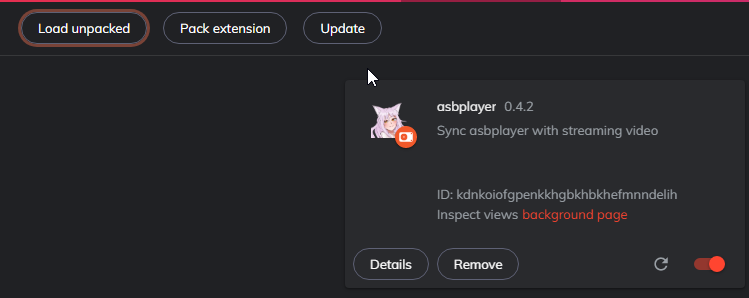 Load unpacked
Pack extension
Update
asbplayer 0.4.2
Sync asbplayer with streaming video
ID: kdnkoiofgpenkkhgbkhbkhefmnndelih
Inspect views background page
Details
Remove